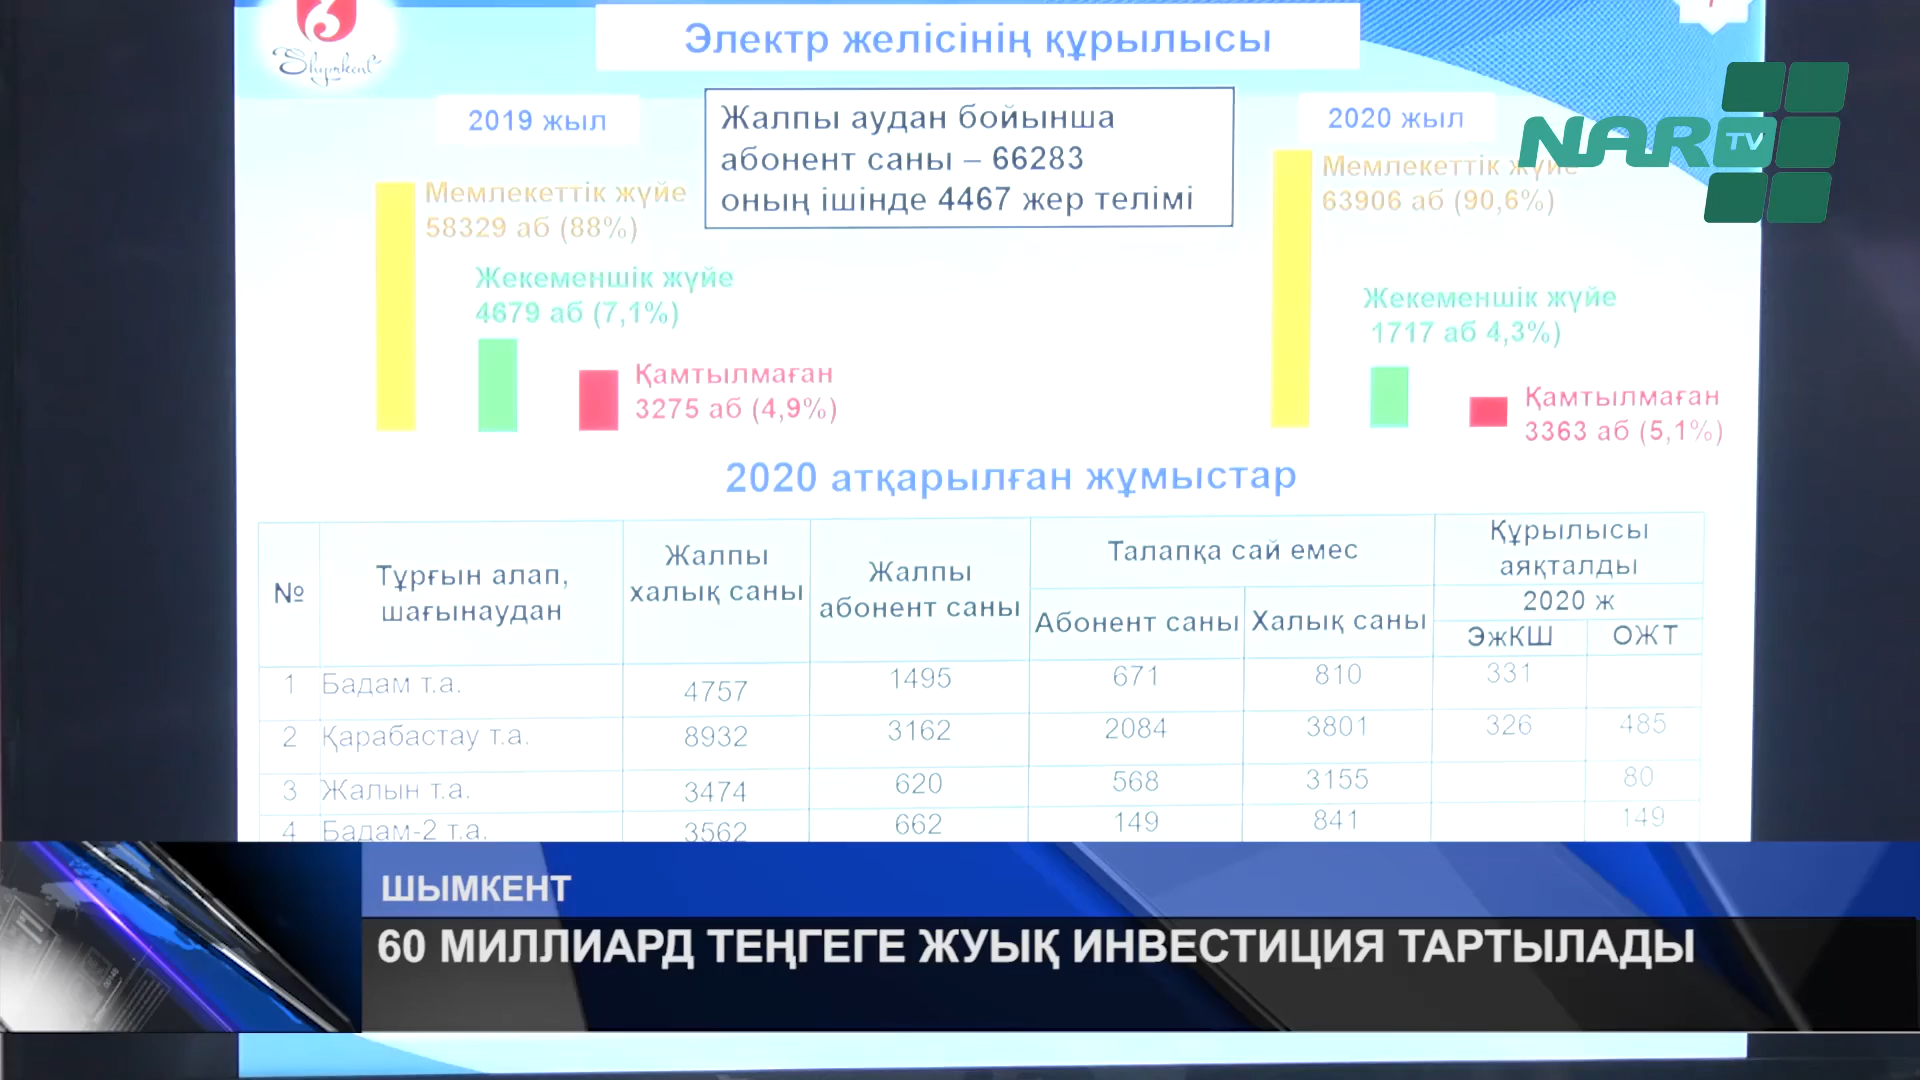 Shymkent
Электр желісінің құрылысы
2019 жыл
Мемлекеттік жүйе
58329 аб (88%)
Жекеменшік жүйе
4679 аб (7,1%)
Қамтылмаған
3275 аб (4,9%)
Жалпы аудан бойынша
абонент саны – 66283
оның ішінде 4467 жер телімі
2020 жыл
Мемлекеттік жүйе
63906 аб (90,6%)
Жекеменшік жүйе
1717 аб 4,3%)
Қамтылмаған
3363 аб (5,1%)
NAR TV
2020 атқарылған жұмыстар
№
Тұрғын алап,
шағынаудан
Жалпы
халық саны
Жалпы
абонент саны
Талапқа сай емес
Абонент саны Халық саны
Құрылысы
аяқталды
2020 ж
ЭжКШ ОЖТ
1 Бадам т.а. 4757 1495 671 810 331
2 Қарабастау т.а. 8932 3162 2084 3801 326 485
3 Жалын т.а. 3474 620 568 3155 80
4 Бадам-2 т.а. 3562 662 149 841 149
ШЫМКЕНТ
60 МИЛЛИАРД ТЕҢГЕГЕ ЖУЫҚ ИНВЕСТИЦИЯ ТАРТЫЛАДЫ